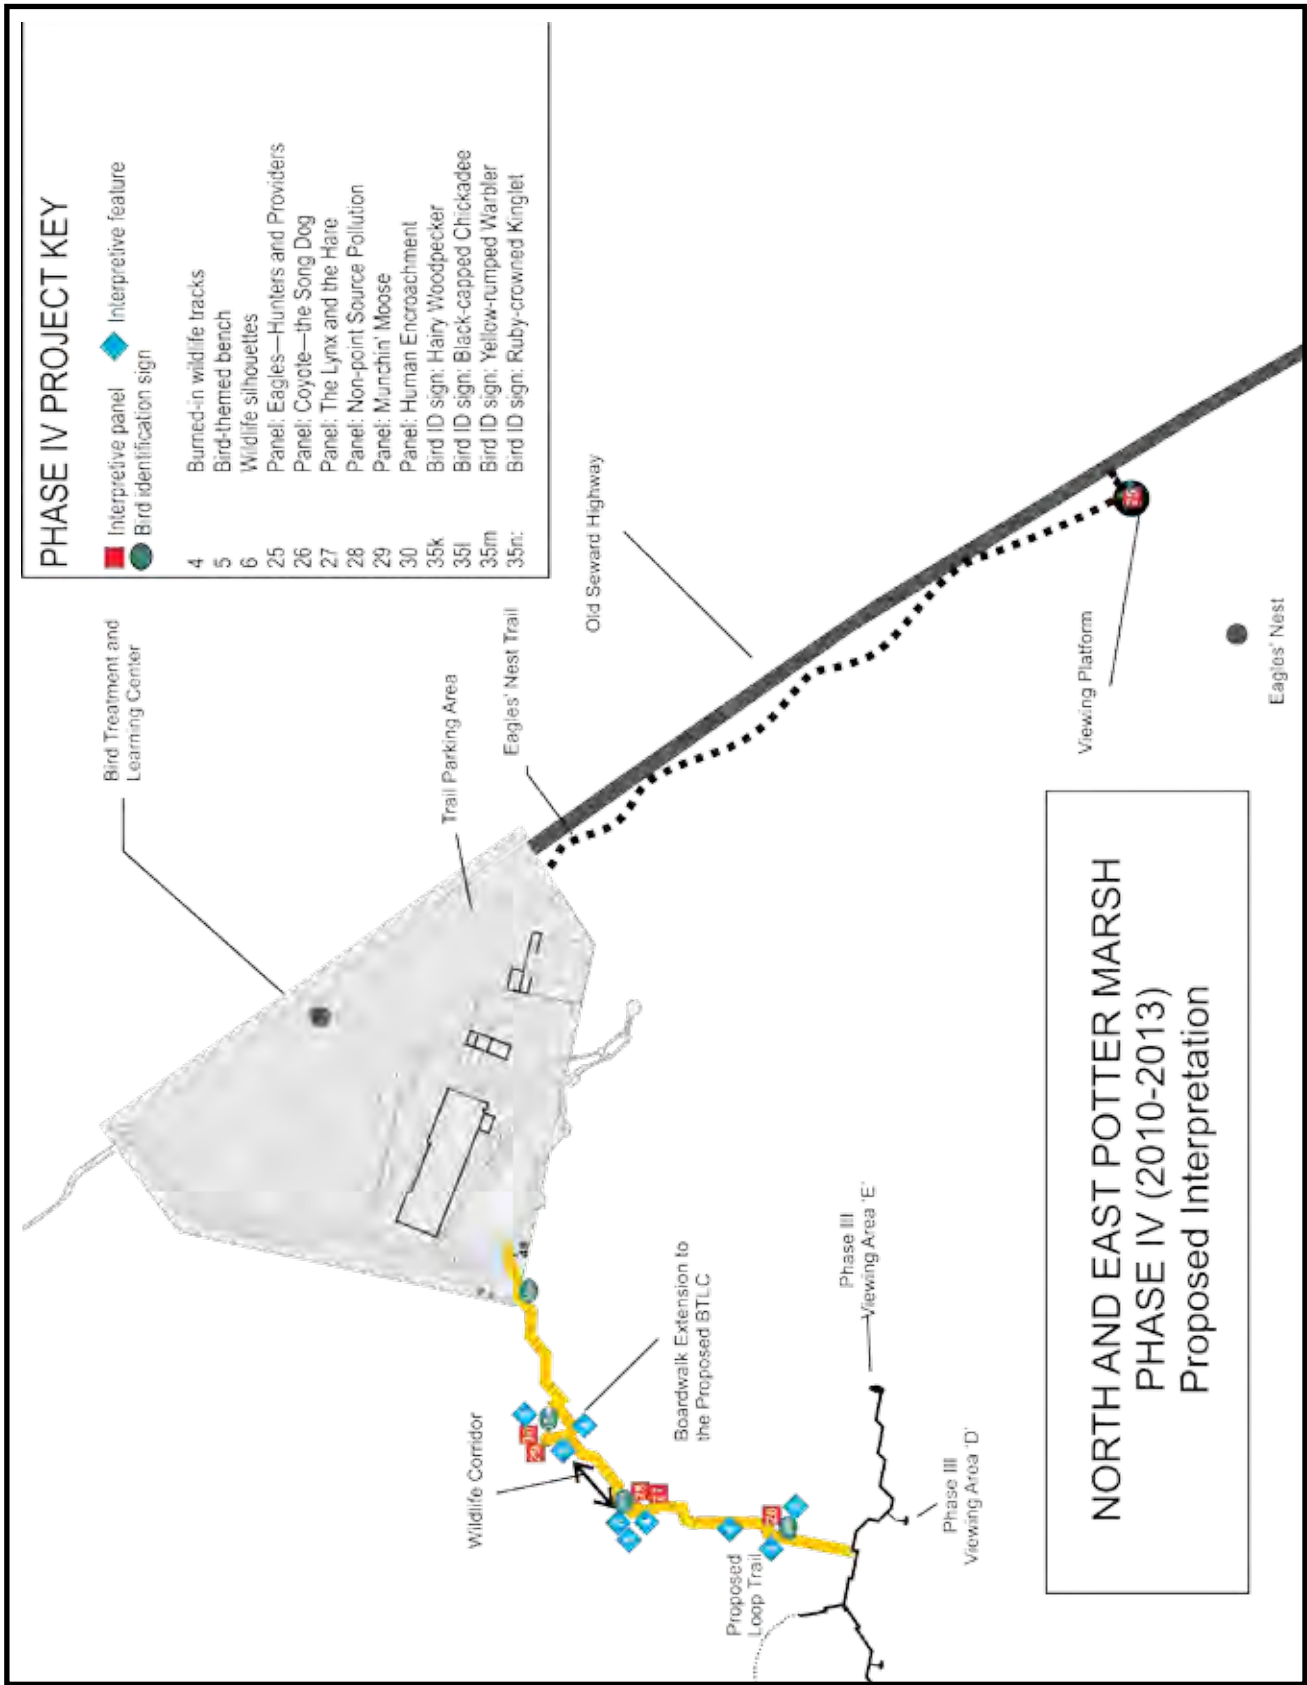 PHASE IV PROJECT KEY
Interpretive panel
Interpretive feature
Bird identification sign
4 Burned-in wildlife tracks
5 Bird-themed bench
6 Wildlife silhouettes
25 Panel: Eagles—Hunters and Providers
26 Panel: Coyote—the Song Dog
27 Panel: The Lynx and the Hare
28 Panel: Non-point Source Pollution
29 Panel: Munchin' Moose
30 Panel: Human Encroachment
35k Bird ID sign: Hairy Woodpecker
35l Bird ID sign: Black-capped Chickadee
35m Bird ID sign: Yellow-rumped Warbler
35n: Bird ID sign: Ruby-crowned Kinglet
Bird Treatment and
Learning Center
Trail Parking Area
Eagles' Nest Trail
Old Seward Highway
Viewing Platform
25
Eagles' Nest
Wildlife Corridor
29
Boardwalk Extension to
the Proposed BTLC
Proposed
Loop Trail
Phase III
Viewing Area 'E'
Phase III
Viewing Area 'D'
NORTH AND EAST POTTER MARSH
PHASE IV (2010-2013)
Proposed Interpretation